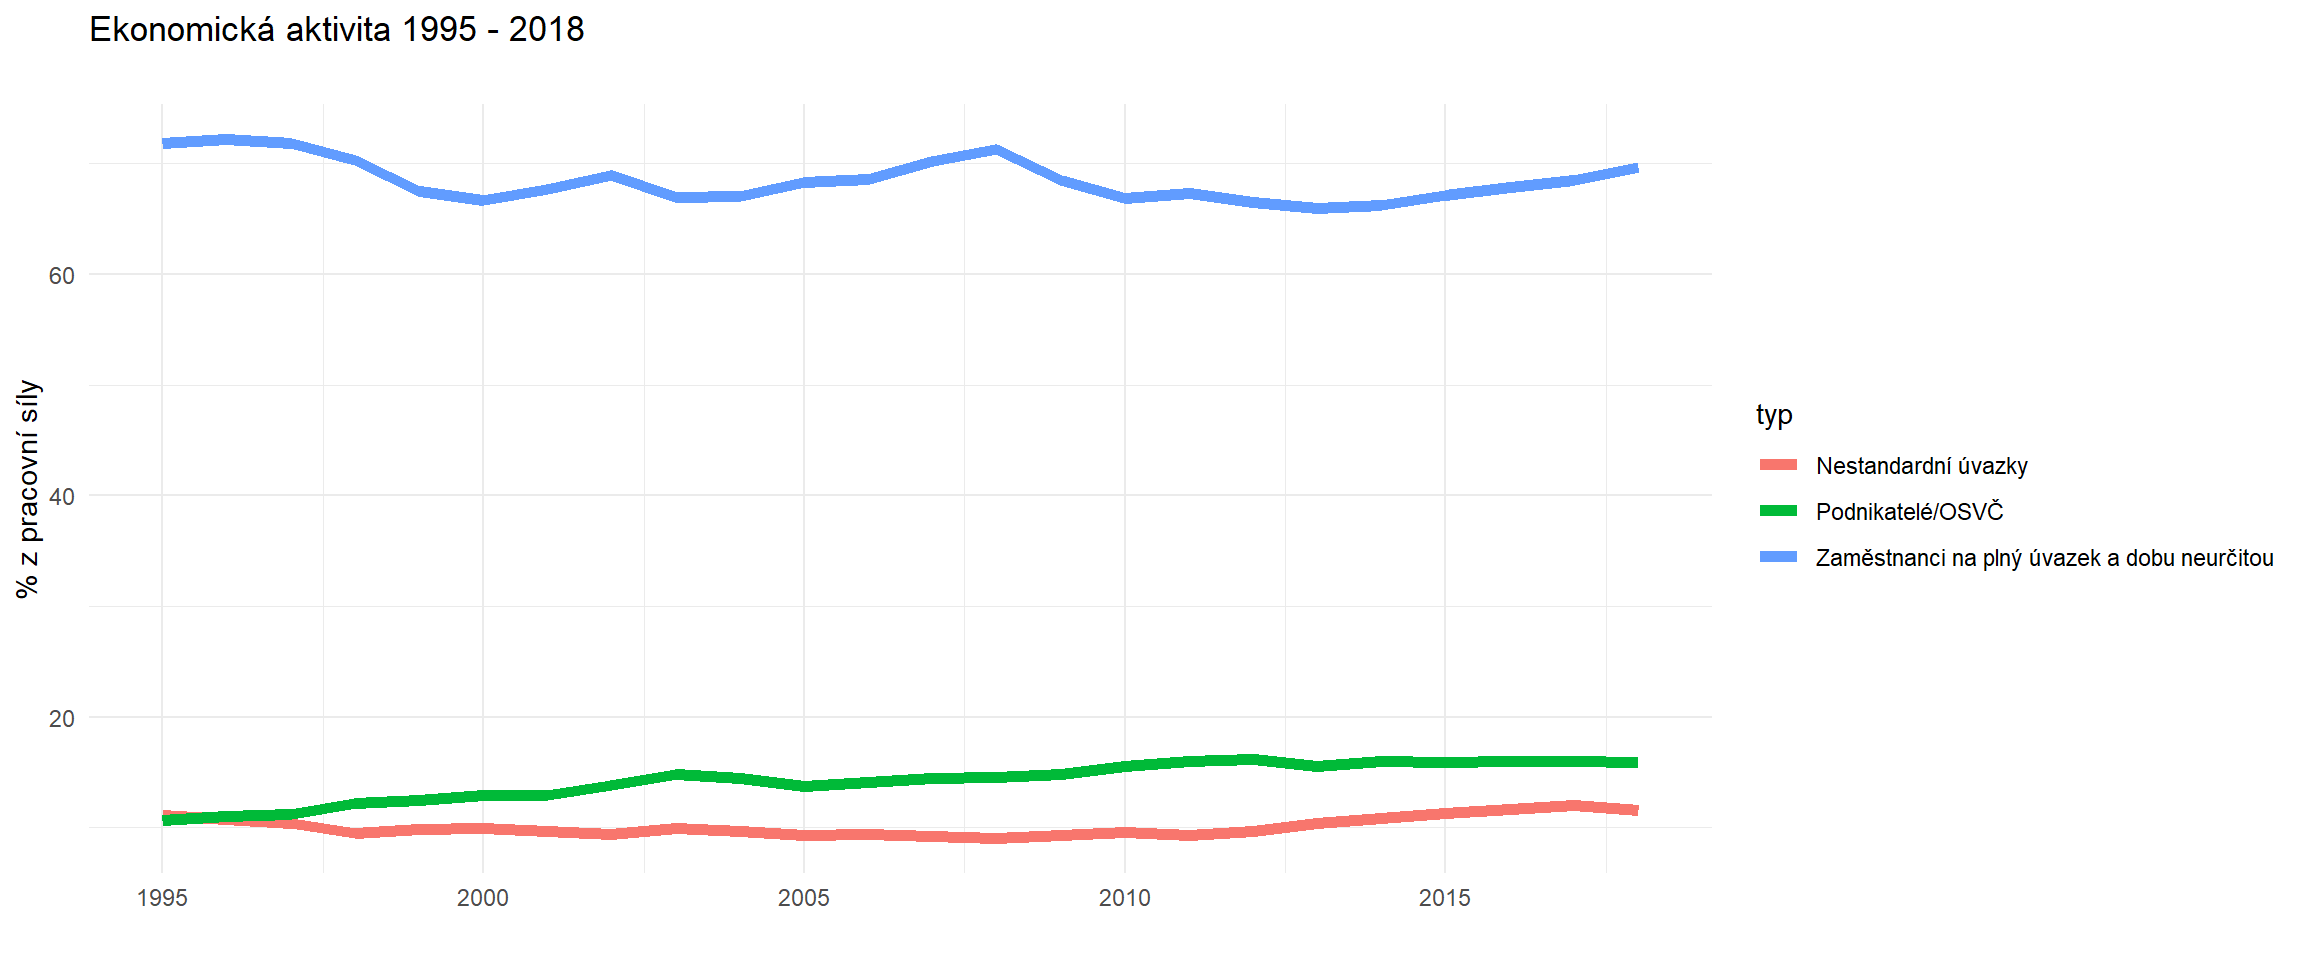 Ekonomická aktivita 1995 - 2018
% z pracovní síly
60
40
20
1995
2000
2005
2010
2015
typ
Nestandardní úvazky
Podnikatelé/OSVČ
Zaměstnanci na plný úvazek a dobu neurčitou